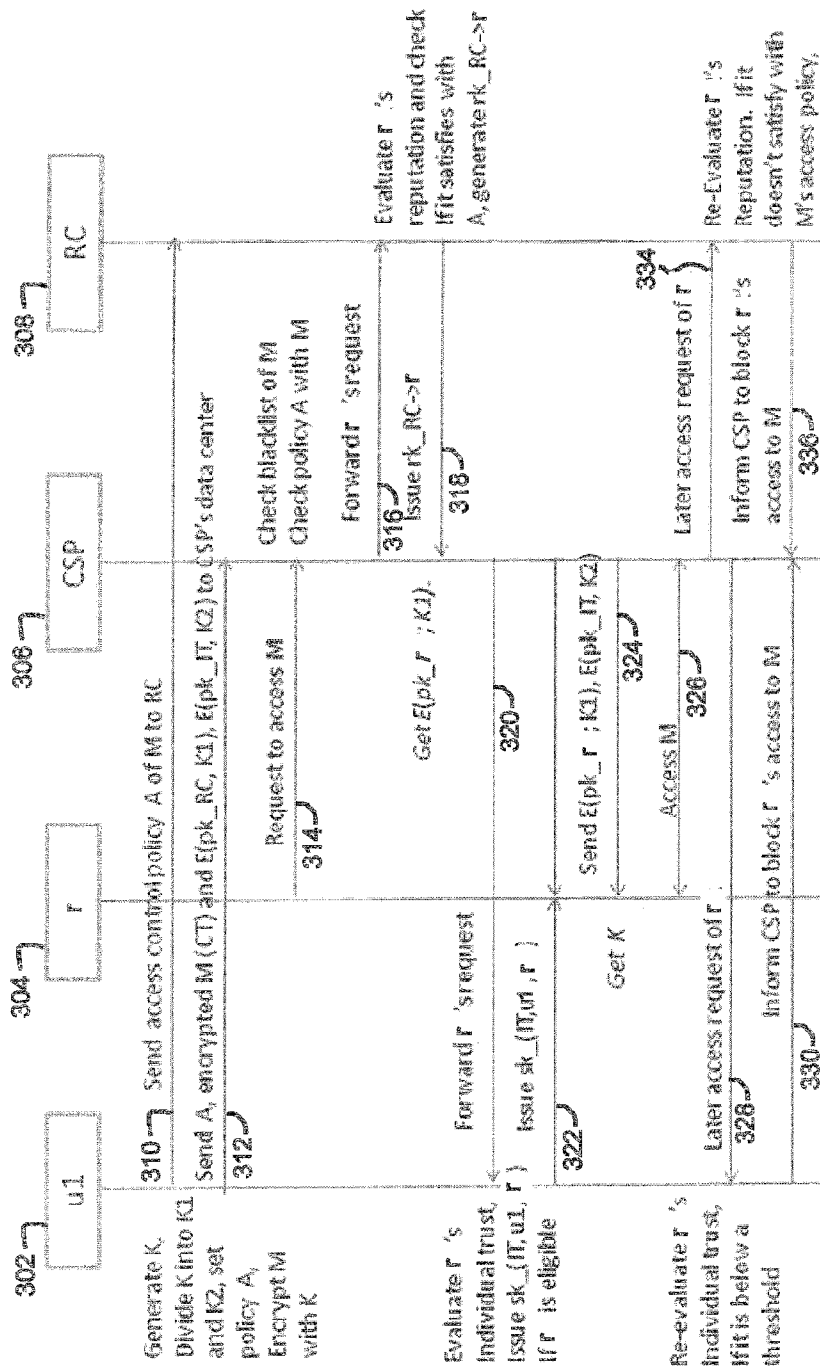 302
u1
304
r
306
CSP
308
RC
Generate K,
Divide K into K1
and K2, set
policy A,
Encrypt M
with K
310
Send access control policy A of M to RC
Send A, encrypted M (CT) and E(pk_RC, K1), E(pk_IT, K2) to CSP's data center
312
Request to access M
314
Check blacklist of M
Check policy A with M
Forward r 's request
316
Issue rk_RC->r
318
Evaluate r 's
reputation and check
If it satisfies with
A, generate rk_RC->r
Get E(pk_r ; K1).
320
Forward r 's request
Evaluate r 's
Individual trust,
Issue sk_(IT, u1, r )
If r is eligible
Issue sk_(IT,u1 , r )
322
Send E(pk_r ; K1), E(pk_IT, K2)
324
Get K
Access M
326
Later access request of r
328
Re-evaluate r 's
individual trust,
if it is below a
threshold
Inform CSP to block r 's access to M
330
Later access request of r
334
Re-Evaluate r 's
Reputation. If it
doesn't satisfy with
M's access policy,
Inform CSP to block r 's
access to M
336